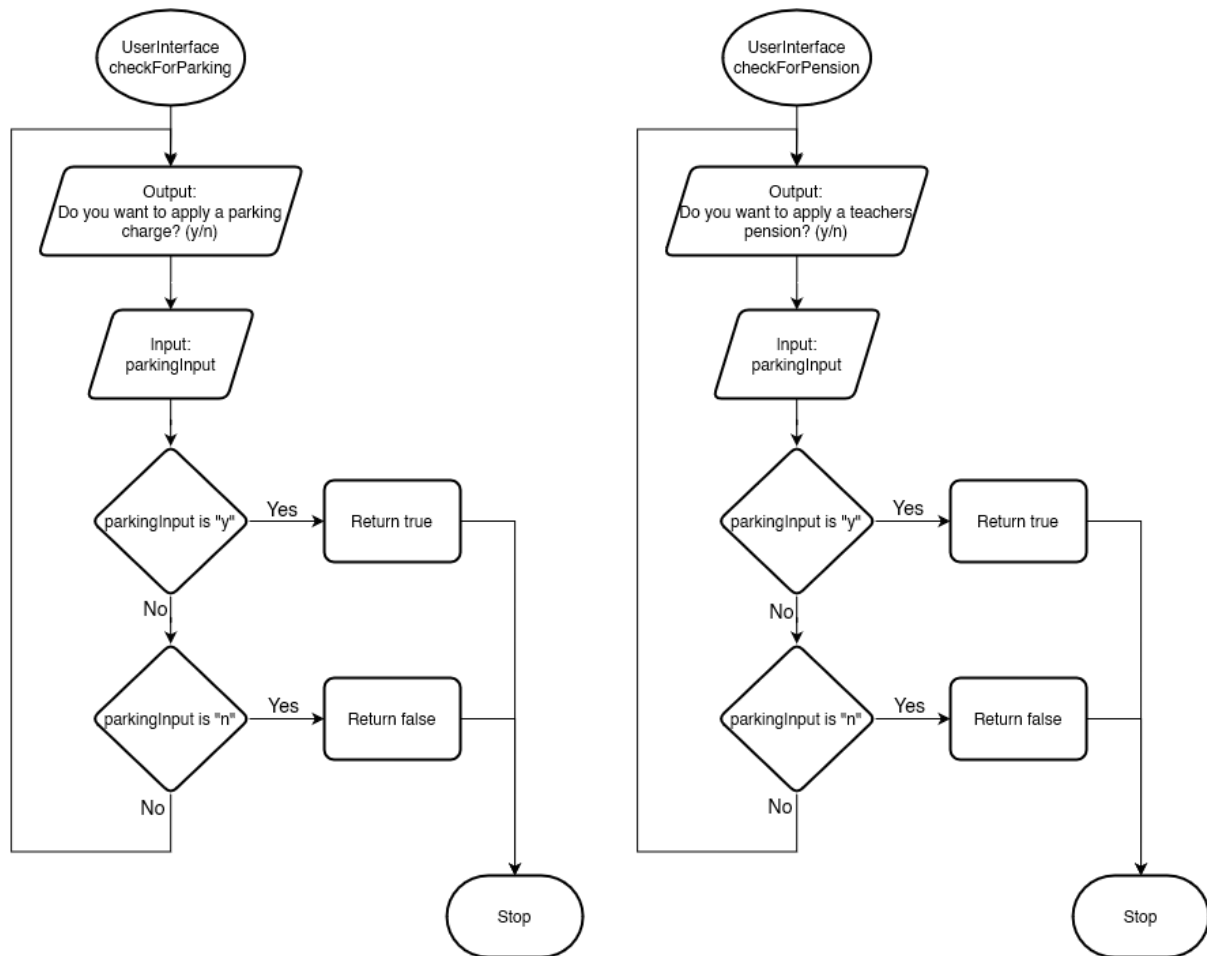 UserInterface
checkForParking
Output:
Do you want to apply a parking
charge? (y/n)
Input:
parkingInput
parkingInput is "y"
Yes
Return true
No
parkingInput is "n"
Yes
Return false
No
Stop
UserInterface
checkForPension
Output:
Do you want to apply a teachers
pension? (y/n)
Input:
parkingInput
parkingInput is "y"
Yes
Return true
No
parkingInput is "n"
Yes
Return false
No
Stop